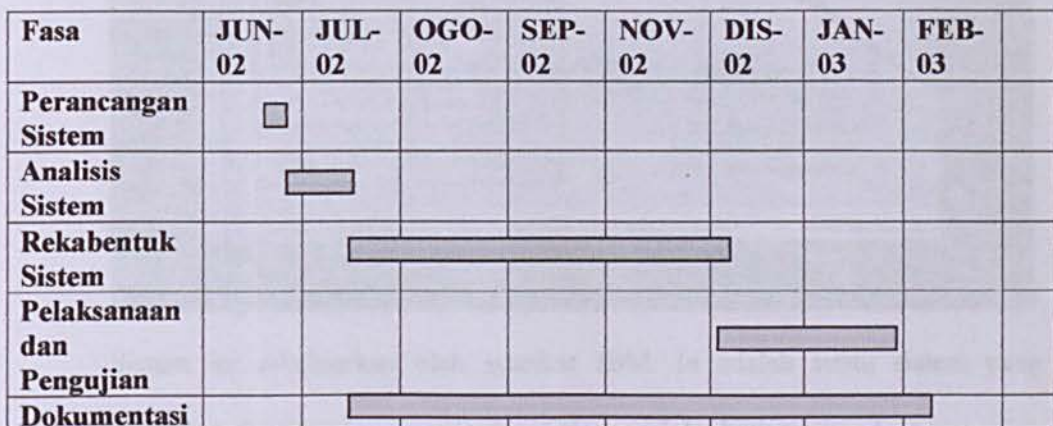 Fasa JUN- JUL- OGO- SEP- NOV- DIS- JAN- FEB-
02 02 02 02 02 02 03 03
Perancangan
Sistem
Analisis
Sistem
Rekabentuk
Sistem
Pelaksanaan
dan
Pengujian
Dokumentasi